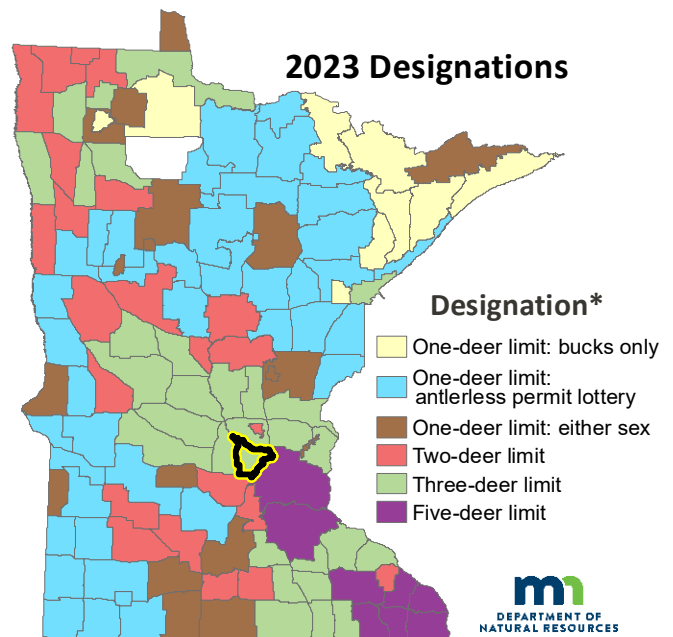 2023 Designations
Designation*
One-deer limit: bucks only
One-deer limit:
antlerless permit lottery
One-deer limit: either sex
Two-deer limit
Three-deer limit
Five-deer limit
mn
DEPARTMENT OF
NATURAL RESOURCES